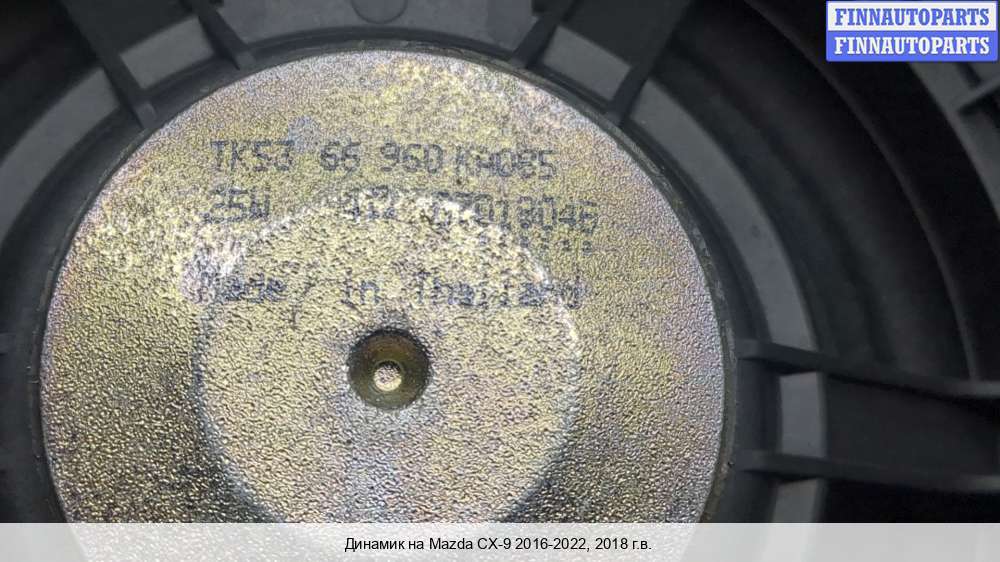 FINNAUTOPARTS
FINNAUTOPARTS
TK53 66 960 KA085
25W
Made in Thailand
Динамик на Mazda CX-9 2016-2022, 2018 г.в.